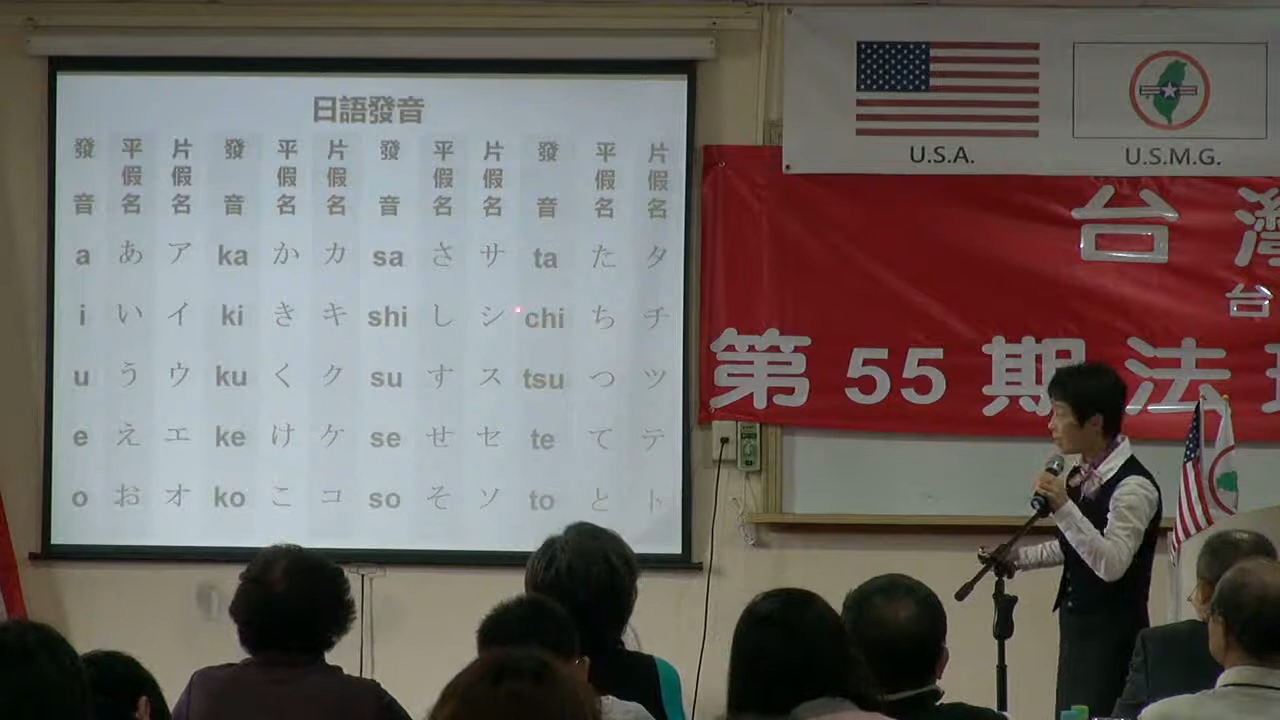 日語發音
發音 平假名 片假名 發音 平假名 片假名 發音 平假名 片假名 發音 平假名 片假名
a あ ア ka か カ sa さ サ ta た タ
i い イ ki き キ shi し シ chi ち チ
u う ウ ku く ク su す ス tsu つ ツ
e え エ ke け ケ se せ セ te て テ
o お オ ko こ コ so そ ソ to と ト
U.S.A. U.S.M.G.
台灣
台
第55期法